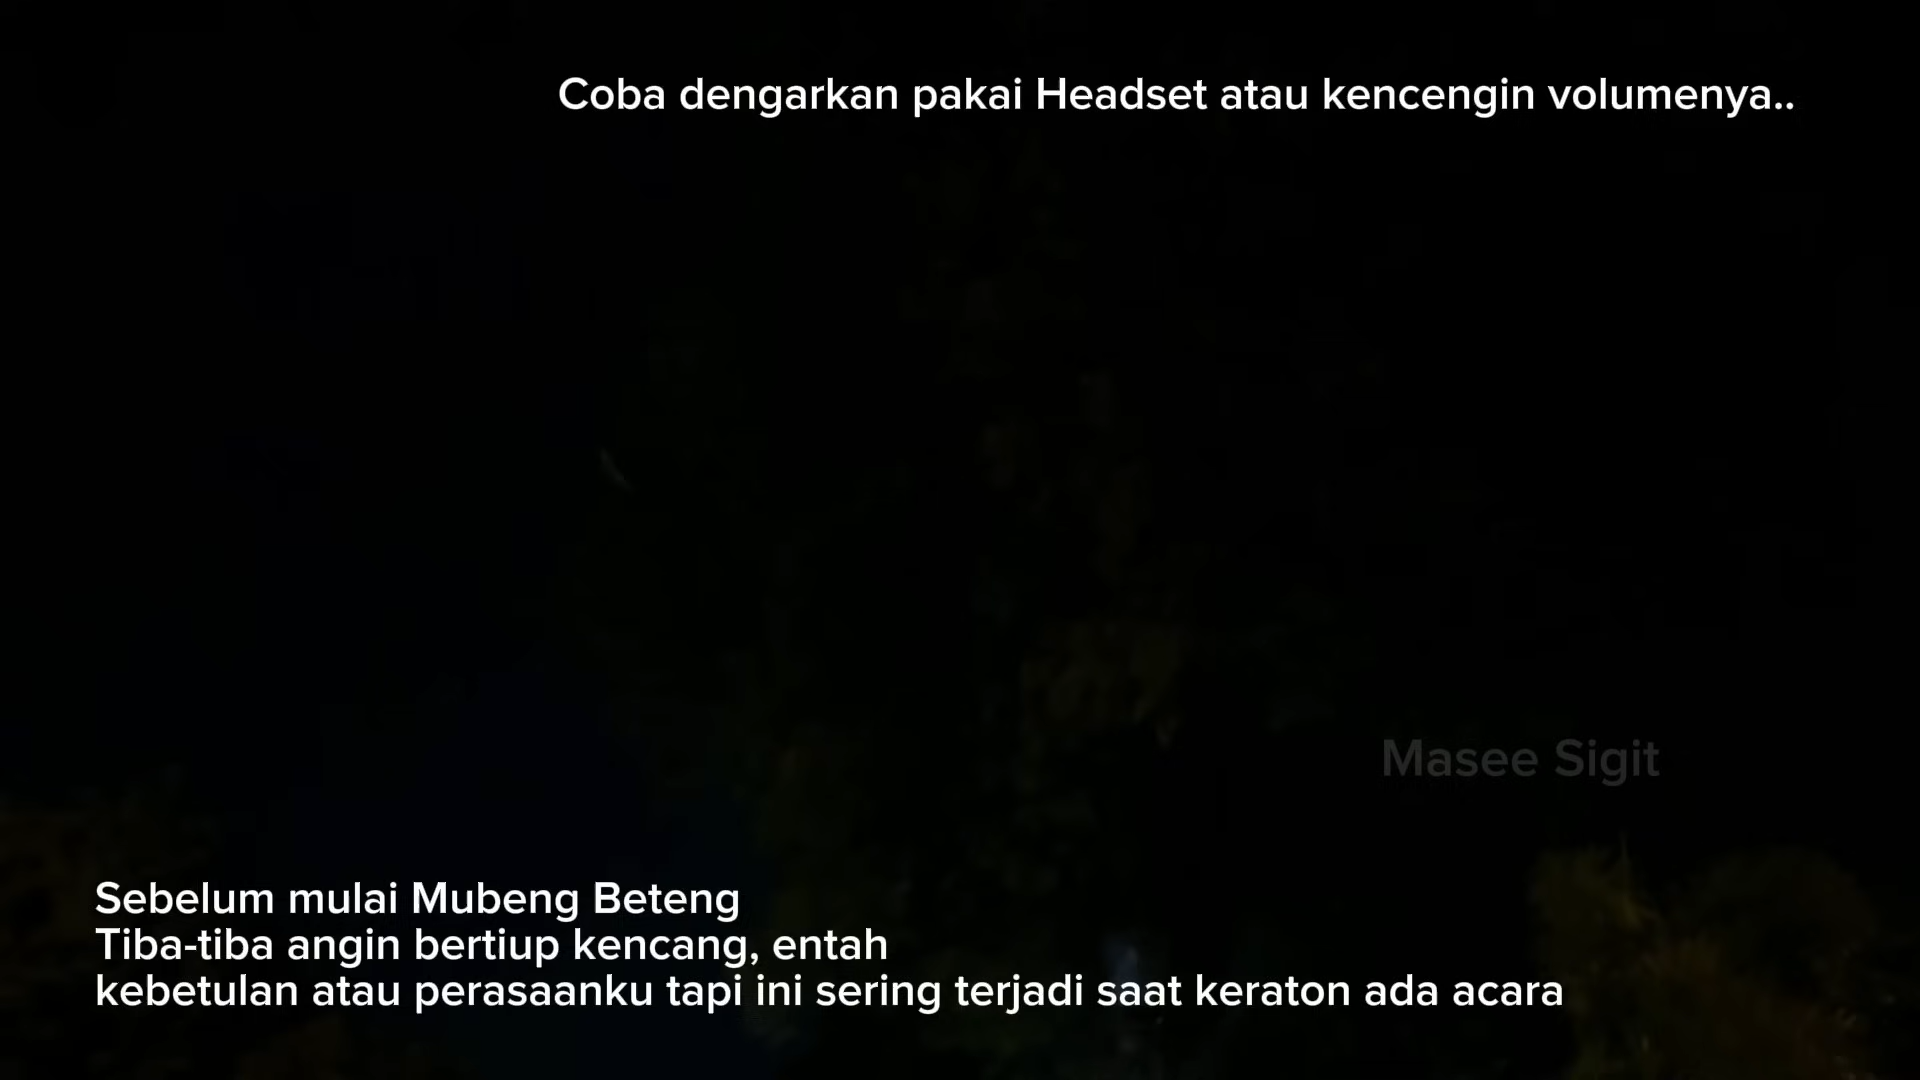 Coba dengarkan pakai Headset atau kencengin volumenya..
Masee Sigit
Sebelum mulai Mubeng Beteng
Tiba-tiba angin bertiup kencang, entah
kebetulan atau perasaanku tapi ini sering terjadi saat keraton ada acara